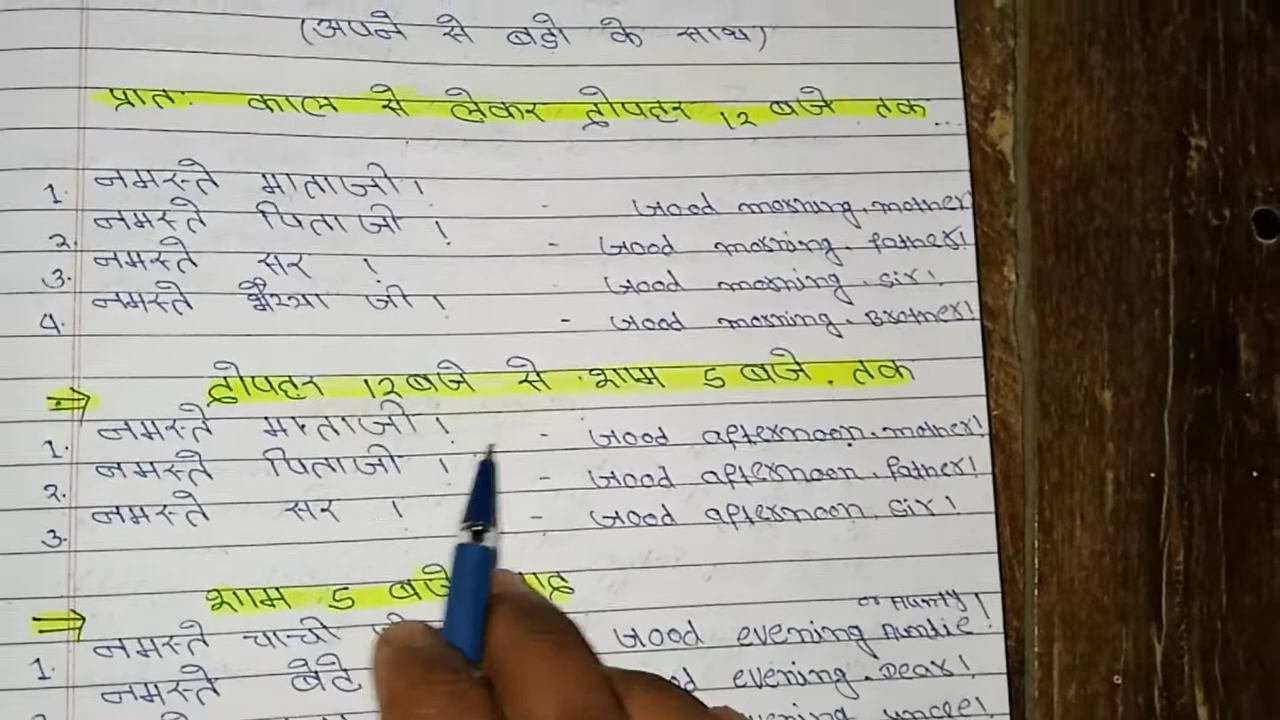 (अपने से बड़ो के साथ)
प्रातः काल से लेकर दोपहर 12 बजे तक..
1. नमस्ते माताजी। - Good morning, mother
2. नमस्ते पिताजी! - Good morning. father!
3. नमस्ते सर! Good morning, sir!
4. नमस्ते भैय्या जी। - Good morning. Brother!
⇒ दोपहर 12 बजे से शाम 5 बजे. तक
1. नमस्ते माताजी! - Good afternoon. mother!
2. नमस्ते पिताजी! - Good afternoon. father!
3. नमस्ते सर। - Good afternoon, sir!
⇒ शाम 5 बजे
or Aunty!
1. नमस्ते चाची Good evening Auntie!
नमस्ते बेटे evening. Dear!
evening uncle!